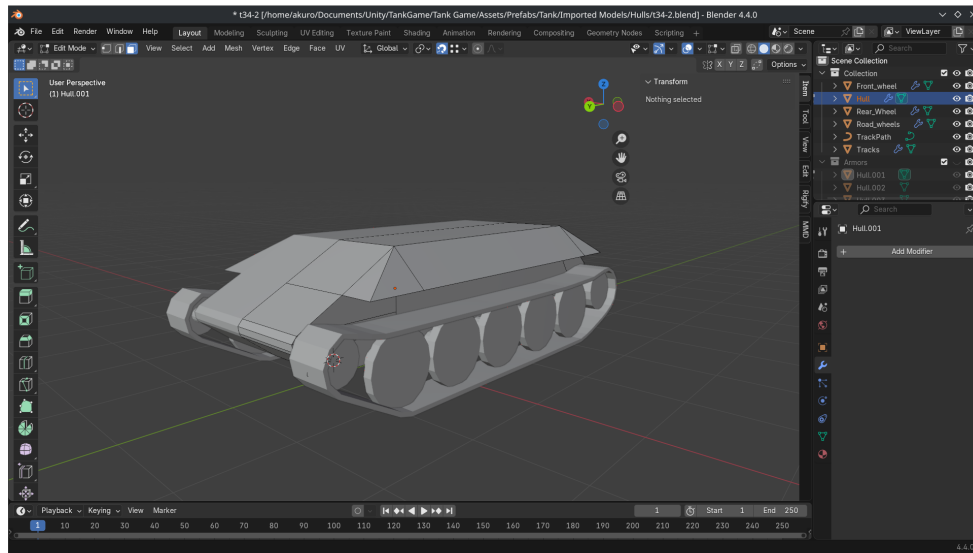 * t34-2 [/home/akuro/Documents/Unity/TankGame/Tank Game/Assets/Prefabs/Tank/Imported Models/Hulls/t34-2.blend] - Blender 4.4.0
File Edit Render Window Help Layout Modeling Sculpting UV Editing Texture Paint Shading Animation Rendering Compositing Geometry Nodes Scripting + Scene ViewLayer
Edit Mode View Select Add Mesh Vertex Edge Face UV Global Search
X Y Z Options
Scene Collection
User Perspective
(1) Hull.001
Transform
Nothing selected
Z
Y
Item
Tool
View
Edit
Rigify
MMD
Collection
Front_wheel
Hull
Rear_Wheel
Road_wheels
TrackPath
Tracks
Armors
Hull.001
Hull.002
Search
Hull.001
+ Add Modifier
Playback Keying View Marker 1 Start 1 End 250
1 10 20 30 40 50 60 70 80 90 100 110 120 130 140 150 160 170 180 190 200 210 220 230 240 250
4.4.0